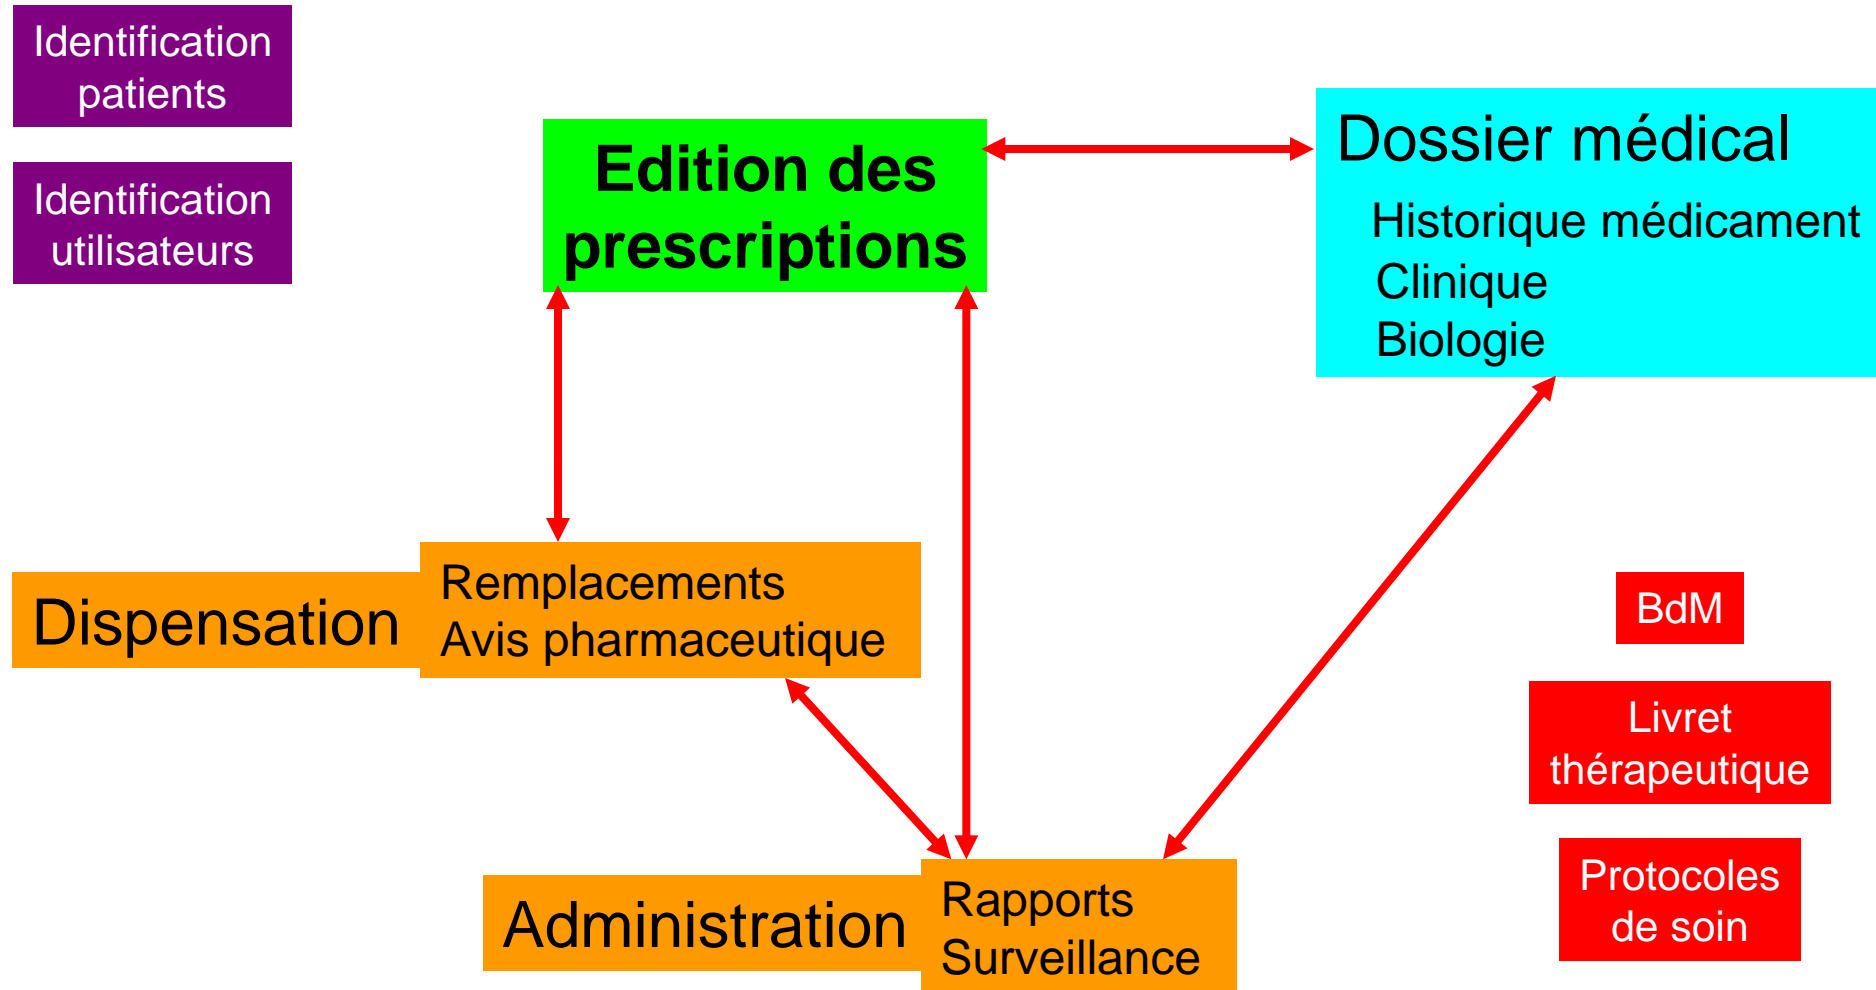 Identification
patients
Identification
utilisateurs
Edition des
prescriptions
Dossier médical
Historique médicament
Clinique
Biologie
Dispensation
Remplacements
Avis pharmaceutique
Administration
Rapports
Surveillance
BdM
Livret
thérapeutique
Protocoles
de soin